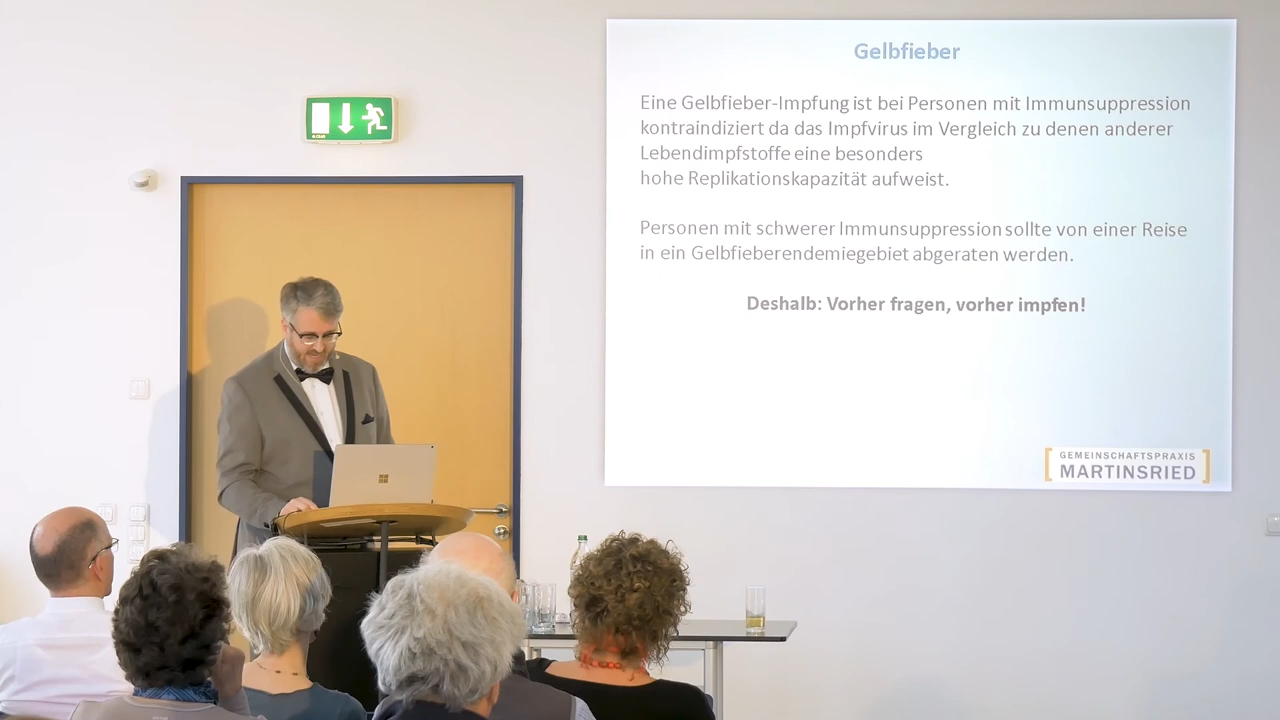 Gelbfieber
Eine Gelbfieber-Impfung ist bei Personen mit Immunsuppression
kontraindiziert da das Impfvirus im Vergleich zu denen anderer
Lebendimpfstoffe eine besonders
hohe Replikationskapazität aufweist.
Personen mit schwerer Immunsuppression sollte von einer Reise
in ein Gelbfieberendemiegebiet abgeraten werden.
Deshalb: Vorher fragen, vorher impfen!
GEMEINSCHAFTSPRAXIS
MARTINSRIED